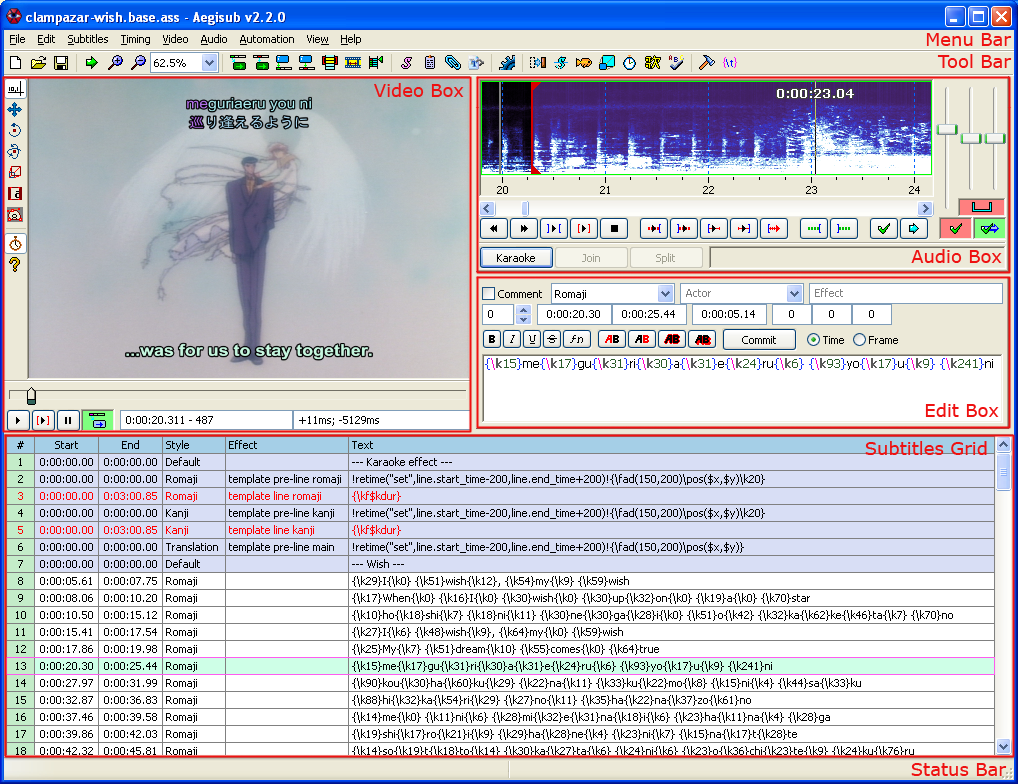 clampazar-wish.base.ass - Aegisub v2.2.0
File Edit Subtitles Timing Video Audio Automation View Help
Menu Bar
62.5%
Tool Bar
Video Box
meguriaeru you ni
巡り逢えるように
...was for us to stay together.
0:00:20.311 - 487 +11ms; -5129ms
0:00:23.04
20 21 22 23 24
Karaoke Join Split
Audio Box
Comment Romaji Actor Effect
0 0:00:20.30 0:00:25.44 0:00:05.14 0 0 0
B I U S fn AB AB AB AB Commit Time Frame
{\k15}me{\k17}gu{\k31}ri{\k30}a{\k31}e{\k24}ru{\k6} {\k93}yo{\k17}u{\k9} {\k241}ni
Edit Box
# Start End Style Effect Text
Subtitles Grid
1 0:00:00.00 0:00:00.00 Default --- Karaoke effect ---
2 0:00:00.00 0:00:00.00 Romaji template pre-line romaji !retime("set",line.start_time-200,line.end_time+200)!{\fad(150,200)\pos($x,$y)\k20}
3 0:00:00.00 0:03:00.85 Romaji template line romaji {\kf$kdur}
4 0:00:00.00 0:00:00.00 Kanji template pre-line kanji !retime("set",line.start_time-200,line.end_time+200)!{\fad(150,200)\pos($x,$y)\k20}
5 0:00:00.00 0:03:00.85 Kanji template line kanji {\kf$kdur}
6 0:00:00.00 0:00:00.00 Translation template pre-line main !retime("set",line.start_time-200,line.end_time+200)!{\fad(150,200)\pos($x,$y)}
7 0:00:00.00 0:00:00.00 Default --- Wish ---
8 0:00:05.61 0:00:07.75 Romaji {\k29}I{\k0} {\k51}wish{\k12}, {\k54}my{\k9} {\k59}wish
9 0:00:08.06 0:00:10.20 Romaji {\k17}When{\k0} {\k16}I{\k0} {\k30}wish{\k0} {\k30}up{\k32}on{\k0} {\k19}a{\k0} {\k70}star
10 0:00:10.50 0:00:15.12 Romaji {\k10}ho{\k18}shi{\k7} {\k18}ni{\k11} {\k30}ne{\k30}ga{\k28}i{\k0} {\k51}o{\k42} {\k32}ka{\k62}ke{\k46}ta{\k7} {\k70}no
11 0:00:15.41 0:00:17.54 Romaji {\k27}I{\k6} {\k48}wish{\k9}, {\k64}my{\k0} {\k59}wish
12 0:00:17.86 0:00:19.98 Romaji {\k25}My{\k7} {\k51}dream{\k10} {\k55}comes{\k0} {\k64}true
13 0:00:20.30 0:00:25.44 Romaji {\k15}me{\k17}gu{\k31}ri{\k30}a{\k31}e{\k24}ru{\k6} {\k93}yo{\k17}u{\k9} {\k241}ni
14 0:00:27.97 0:00:31.99 Romaji {\k90}kou{\k30}ha{\k60}ku{\k29} {\k22}na{\k11} {\k33}ku{\k22}mo{\k8} {\k15}ni{\k4} {\k44}sa{\k33}ku
15 0:00:32.87 0:00:36.83 Romaji {\k88}hi{\k32}ka{\k54}ri{\k29} {\k27}no{\k11} {\k35}ha{\k22}na{\k37}zo{\k61}no
16 0:00:37.46 0:00:39.58 Romaji {\k14}me{\k0} {\k11}ni{\k6} {\k28}mi{\k32}e{\k31}na{\k18}i{\k6} {\k23}ha{\k11}na{\k4} {\k28}ga
17 0:00:39.86 0:00:42.03 Romaji {\k19}shi{\k17}ro{\k21}i{\k9} {\k29}ha{\k28}ne{\k4} {\k23}ni{\k7} {\k15}na{\k17}t{\k28}te
18 0:00:42.32 0:00:45.81 Romaji {\k14}so{\k19}t{\k18}to{\k14} {\k30}ka{\k27}ta{\k6} {\k24}ni{\k6} {\k23}o{\k36}chi{\k23}te{\k9} {\k24}ku{\k76}ru
Status Bar